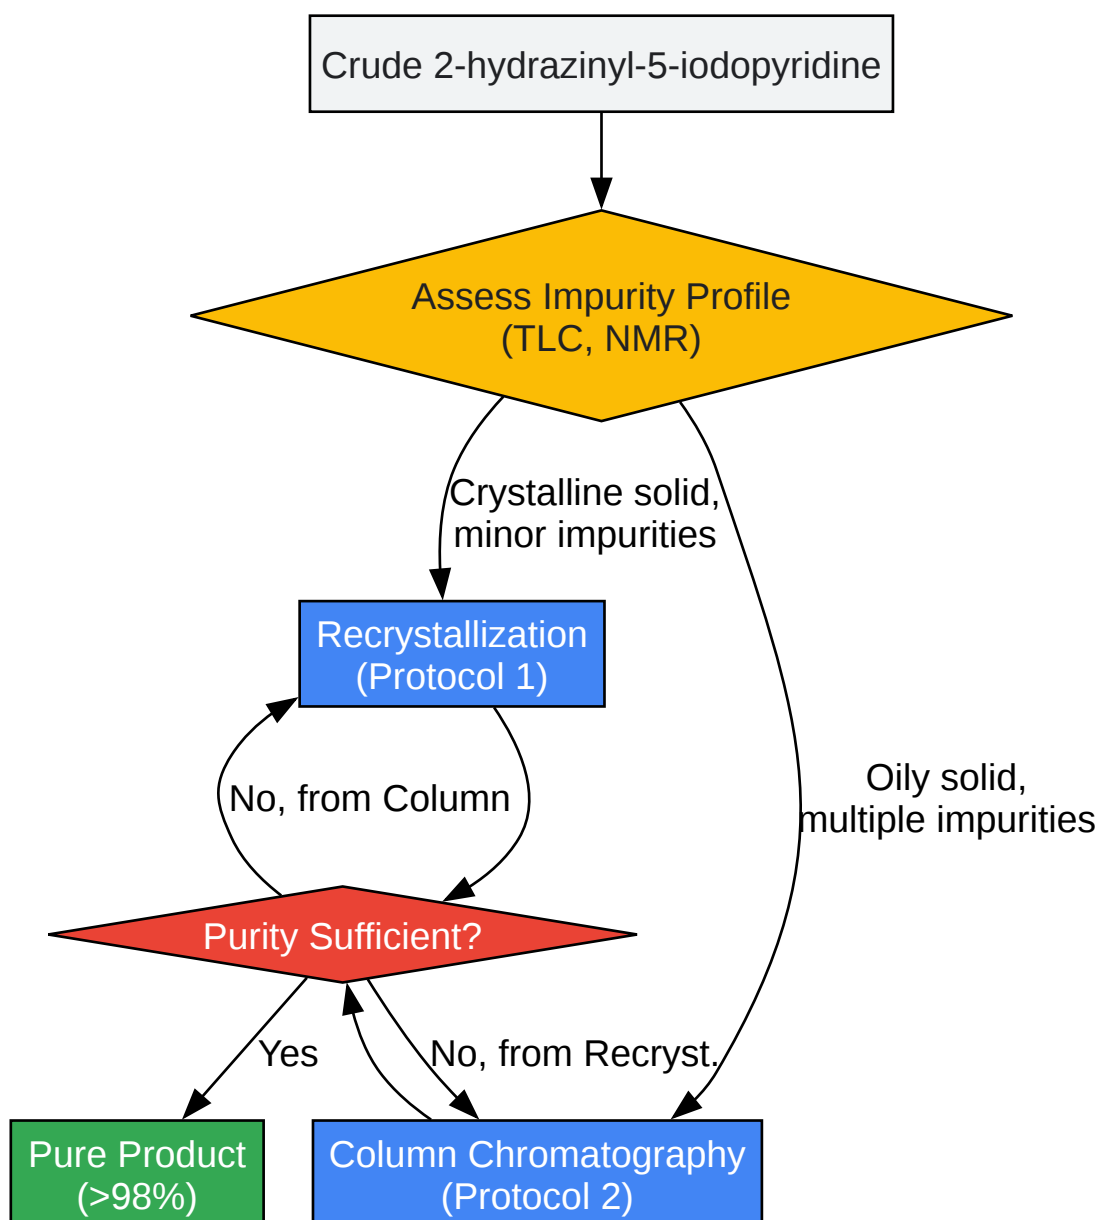 Crude 2-hydrazinyl-5-iodopyridine
Assess Impurity Profile
(TLC, NMR)
Crystalline solid,
minor impurities
Recrystallization
(Protocol 1)
Oily solid,
multiple impurities
No, from Column
Purity Sufficient?
Yes
No, from Recryst.
Pure Product
(>98%)
Column Chromatography
(Protocol 2)